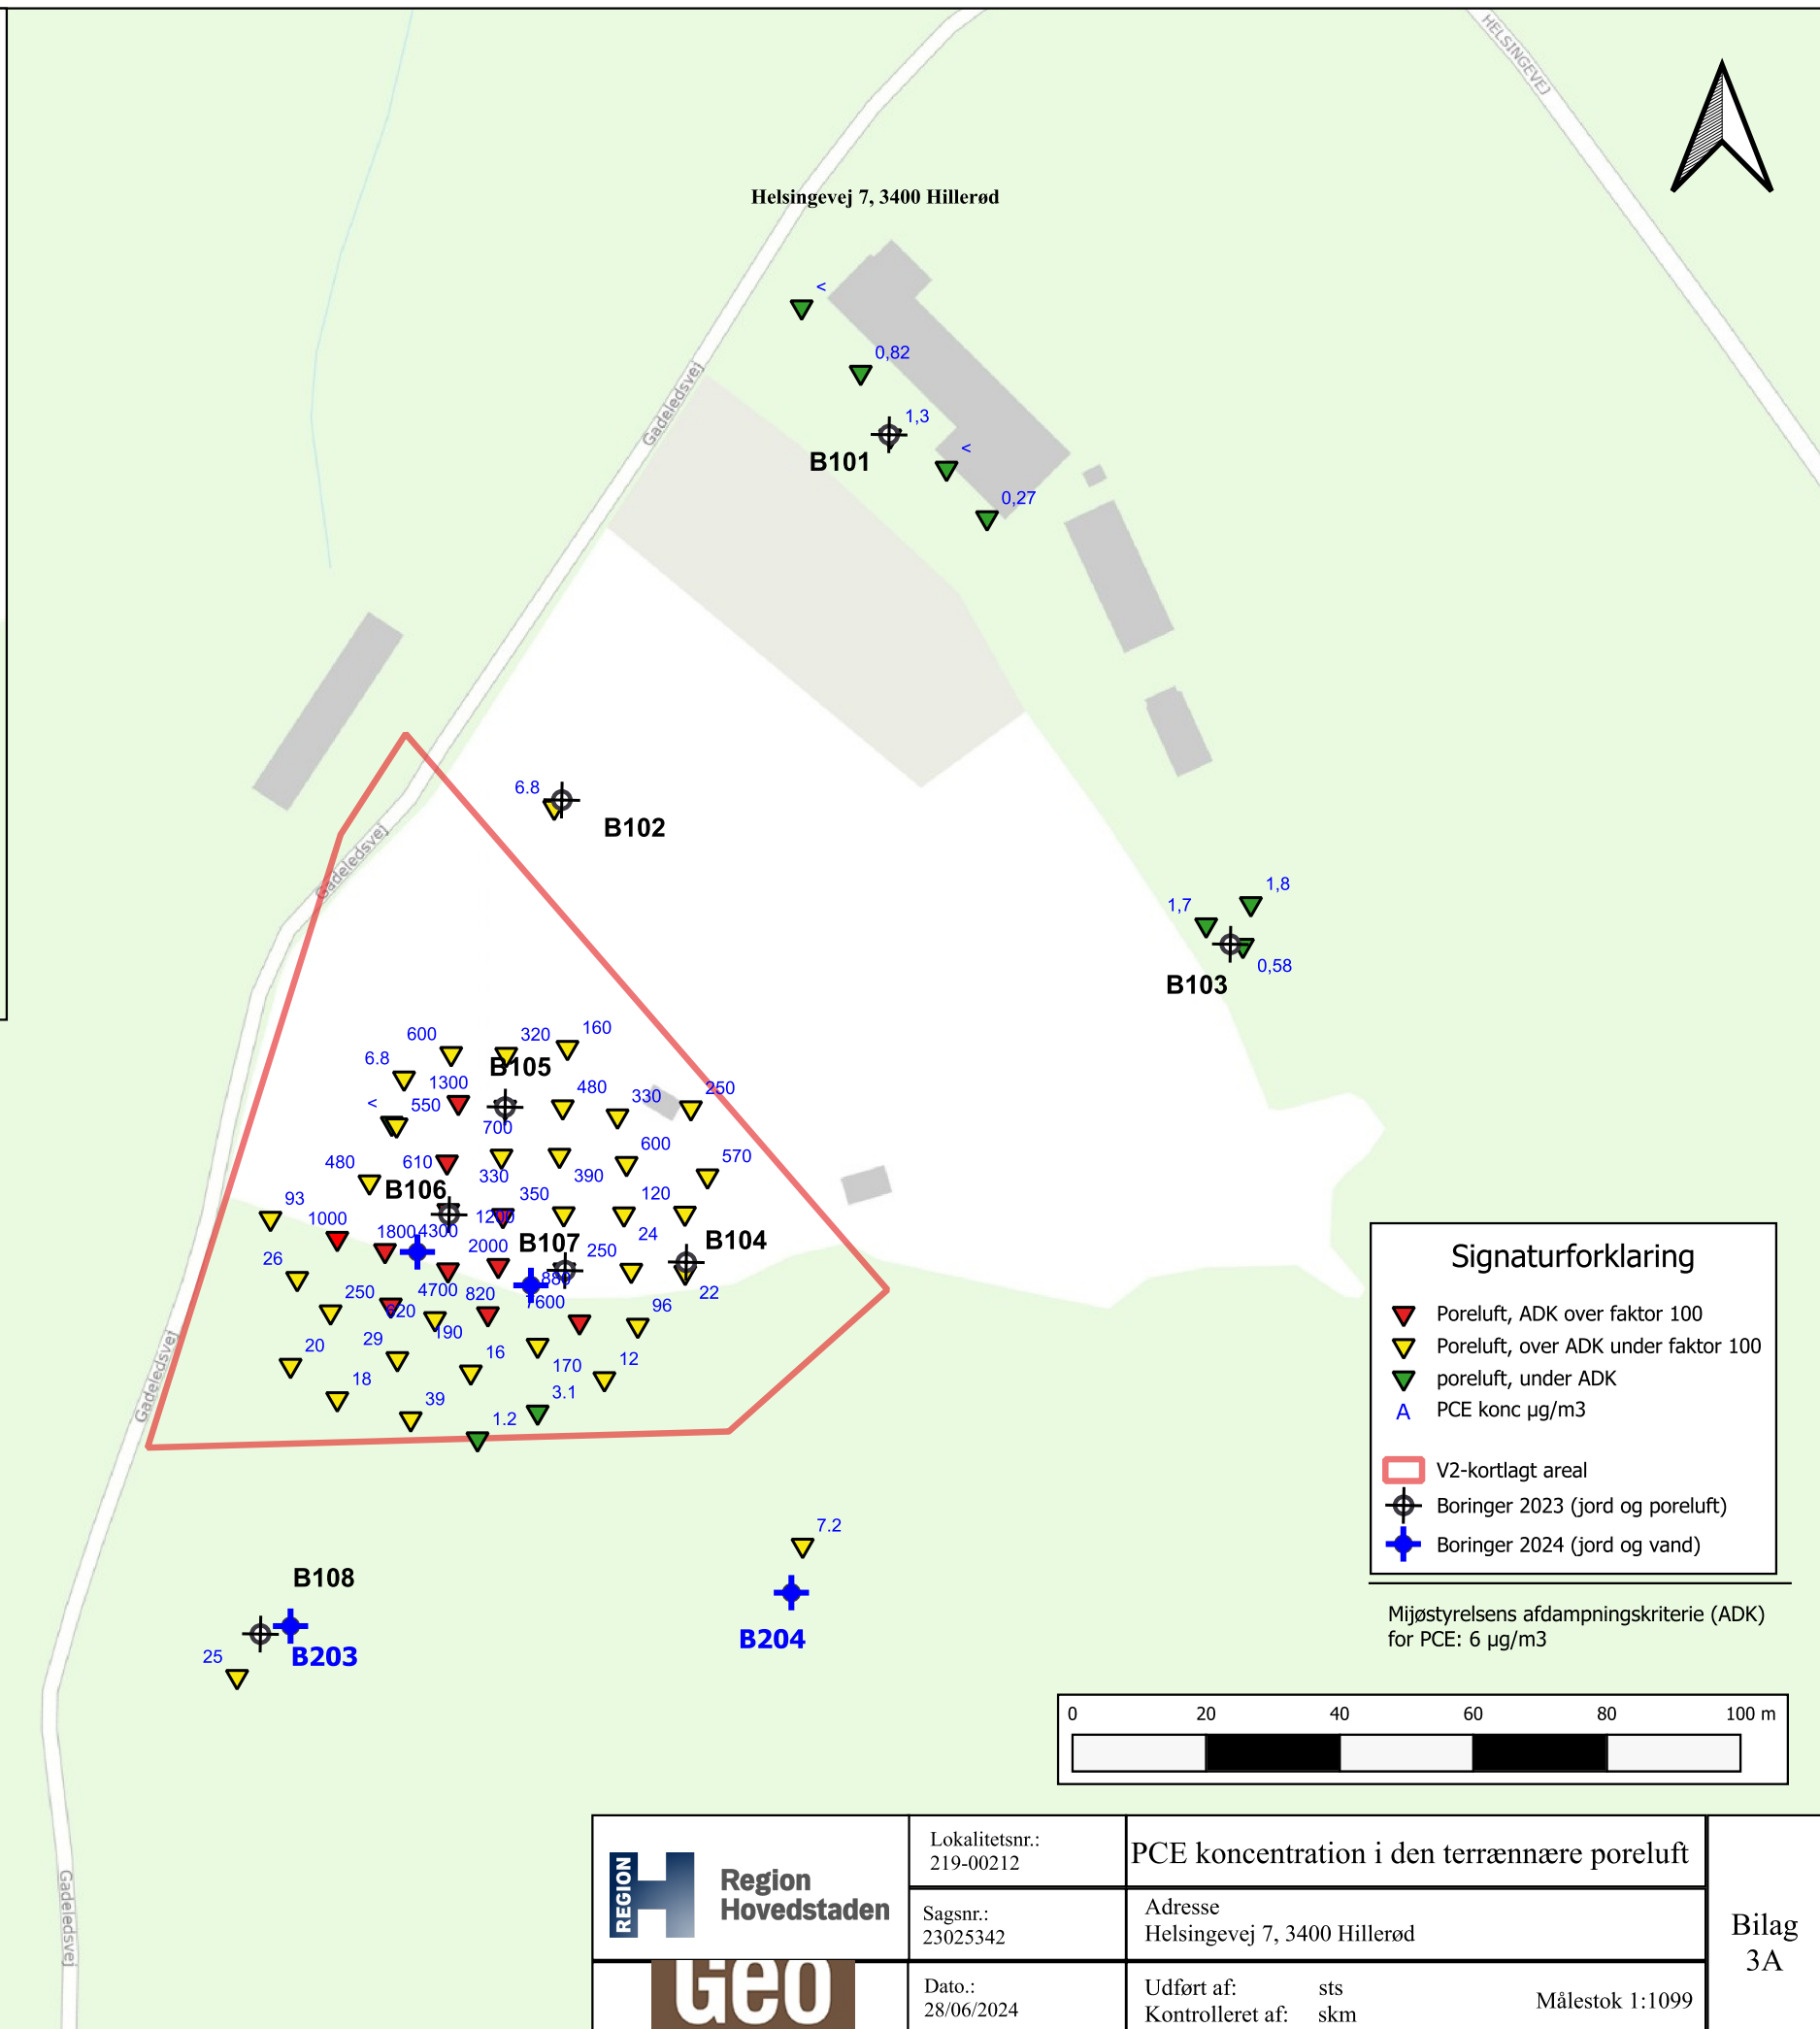 HELSINGEVEJ
Helsingevej 7, 3400 Hillerød
<
0,82
1,3
B101
<
0,27
Gadeledsvej
6.8
B102
Gadeledsvej
1,8
1,7
0,58
B103
600
320
160
6.8
B105
1300
480
330
250
<
550
700
480
610
330
390
600
570
B106
93
350
120
1000
1800
4300
1200
24
B107
B104
26
2000
250
880
250
4700
820
7600
22
620
190
96
20
29
16
170
12
18
39
3.1
1.2
Gadeledsvej
7.2
B108
B203
B204
25
Gadeledsvej
Signaturforklaring
Poreluft, ADK over faktor 100
Poreluft, over ADK under faktor 100
poreluft, under ADK
A PCE konc µg/m3
V2-kortlagt areal
Boringer 2023 (jord og poreluft)
Boringer 2024 (jord og vand)
Mijøstyrelsens afdampningskriterie (ADK)
for PCE: 6 µg/m3
0 20 40 60 80 100 m
REGION
Region
Hovedstaden
Geo
Lokalitetsnr.:
219-00212
PCE koncentration i den terrænnære poreluft
Sagsnr.:
23025342
Adresse
Helsingevej 7, 3400 Hillerød
Dato.:
28/06/2024
Udført af: sts
Kontrolleret af: skm
Målestok 1:1099
Bilag
3A